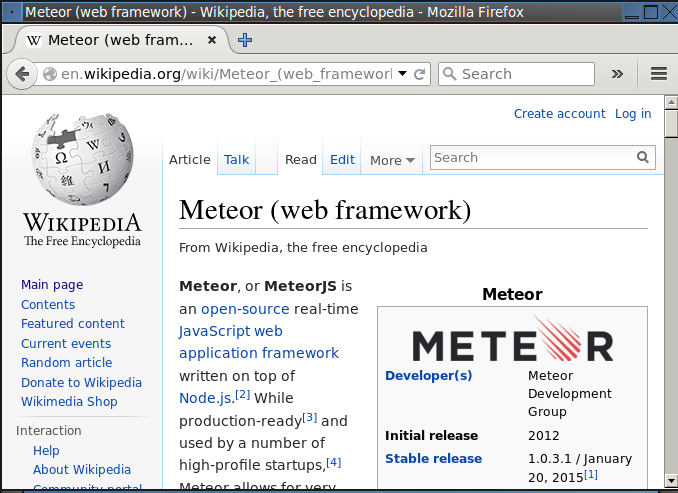 Meteor (web framework) - Wikipedia, the free encyclopedia - Mozilla Firefox
W Meteor (web fram...
en.wikipedia.org/wiki/Meteor_(web_framework
Search
Create account Log in
Article Talk Read Edit More
Search
WIKIPEDIA
The Free Encyclopedia
Main page
Contents
Featured content
Current events
Random article
Donate to Wikipedia
Wikimedia Shop
Interaction
Help
About Wikipedia
Community portal
Meteor (web framework)
From Wikipedia, the free encyclopedia
Meteor, or MeteorJS is
an open-source real-time
JavaScript web
application framework
written on top of
Node.js.[2] While
production-ready[3] and
used by a number of
high-profile startups,[4]
Meteor allows for very
Meteor
METEOR
Developer(s) Meteor
Development
Group
Initial release 2012
Stable release 1.0.3.1 / January
20, 2015[1]